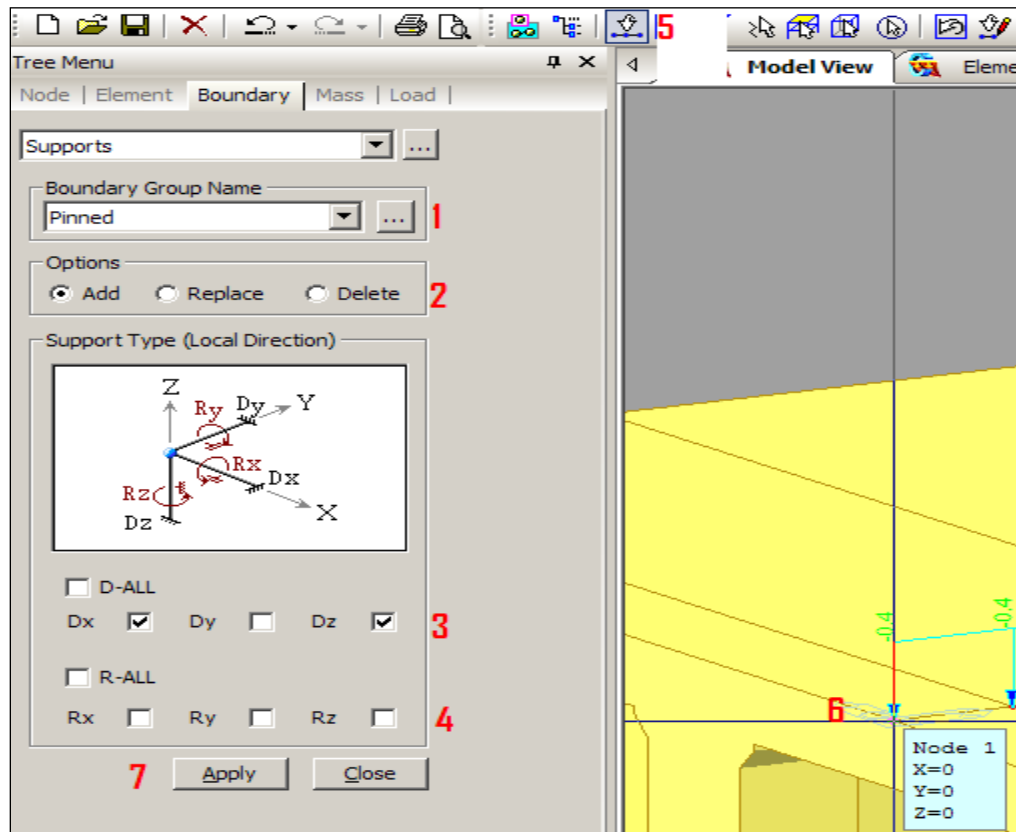 5
Tree Menu
Model View
Eleme
Node | Element Boundary | Mass | Load |
Supports
...
Boundary Group Name
Pinned
...
1
Options
Add Replace Delete
2
Support Type (Local Direction)
Z
Ry Dy Y
Rx
Dx
Rz
X
Dz
D-ALL
Dx Dy Dz
3
R-ALL
Rx Ry Rz
4
7
Apply Close
-0.4
-0.4
6
Node 1
X=0
Y=0
Z=0